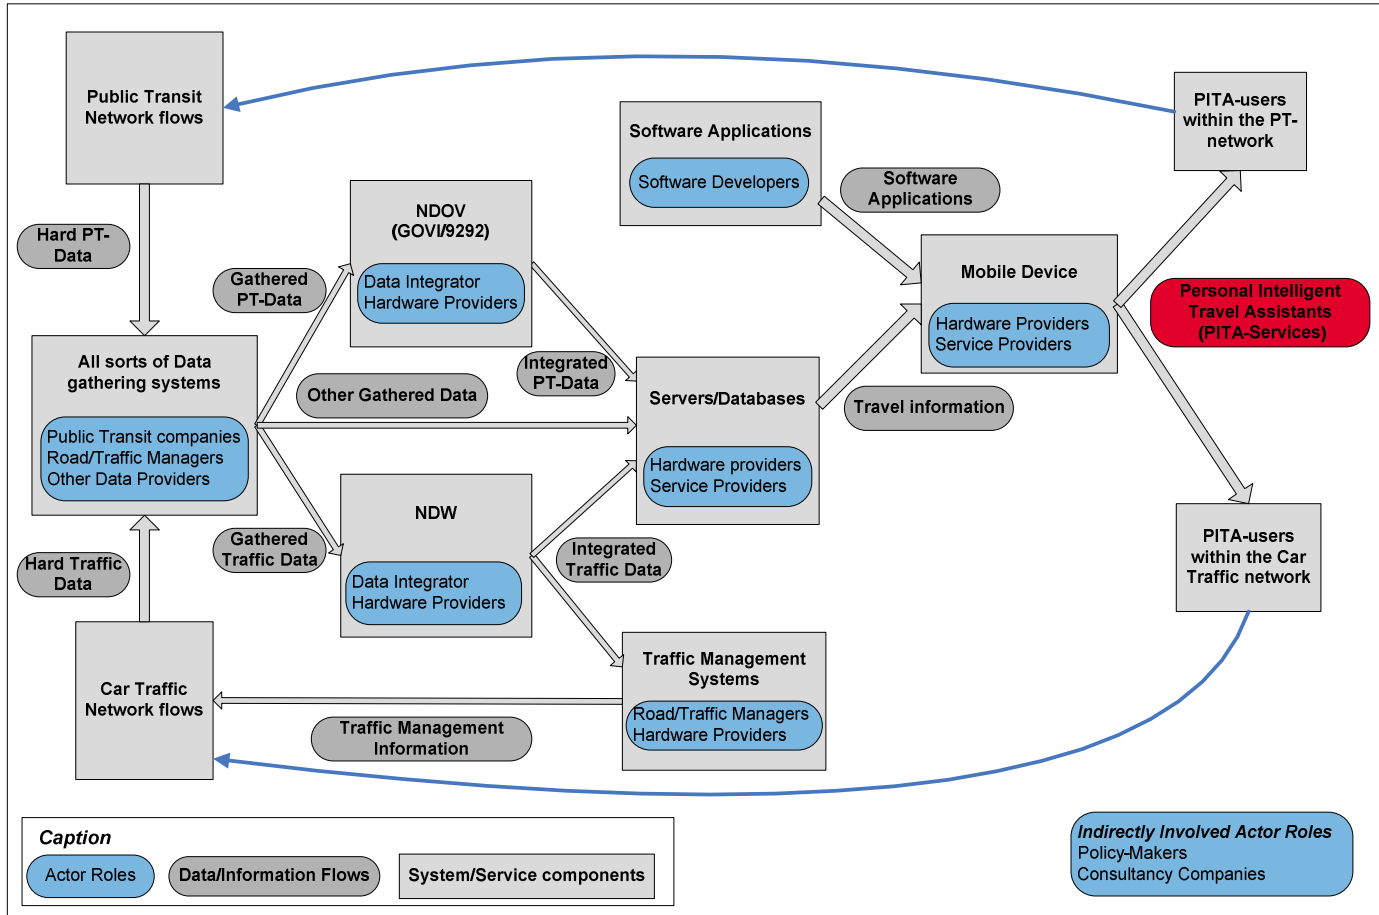 Public Transit
Network flows
PITA-users
within the PT-
network
Software Applications
Software Developers
Software
Applications
Hard PT-
Data
NDOV
(GOVI/9292)
Data Integrator
Hardware Providers
Gathered
PT-Data
Mobile Device
Hardware Providers
Service Providers
Personal Intelligent
Travel Assistants
(PITA-Services)
All sorts of Data
gathering systems
Public Transit companies
Road/Traffic Managers
Other Data Providers
Other Gathered Data
Integrated
PT-Data
Servers/Databases
Hardware providers
Service Providers
Travel information
Gathered
Traffic Data
NDW
Data Integrator
Hardware Providers
Integrated
Traffic Data
PITA-users
within the Car
Traffic network
Hard Traffic
Data
Car Traffic
Network flows
Traffic Management
Information
Traffic Management
Systems
Road/Traffic Managers
Hardware Providers
Caption
Actor Roles
Data/Information Flows
System/Service components
Indirectly Involved Actor Roles
Policy-Makers
Consultancy Companies